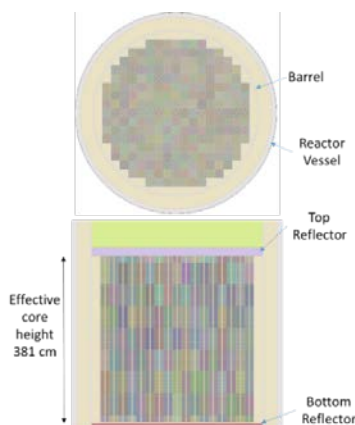 Barrel
Reactor
Vessel
Top
Reflector
Effective
core
height
381 cm
Bottom
Reflector